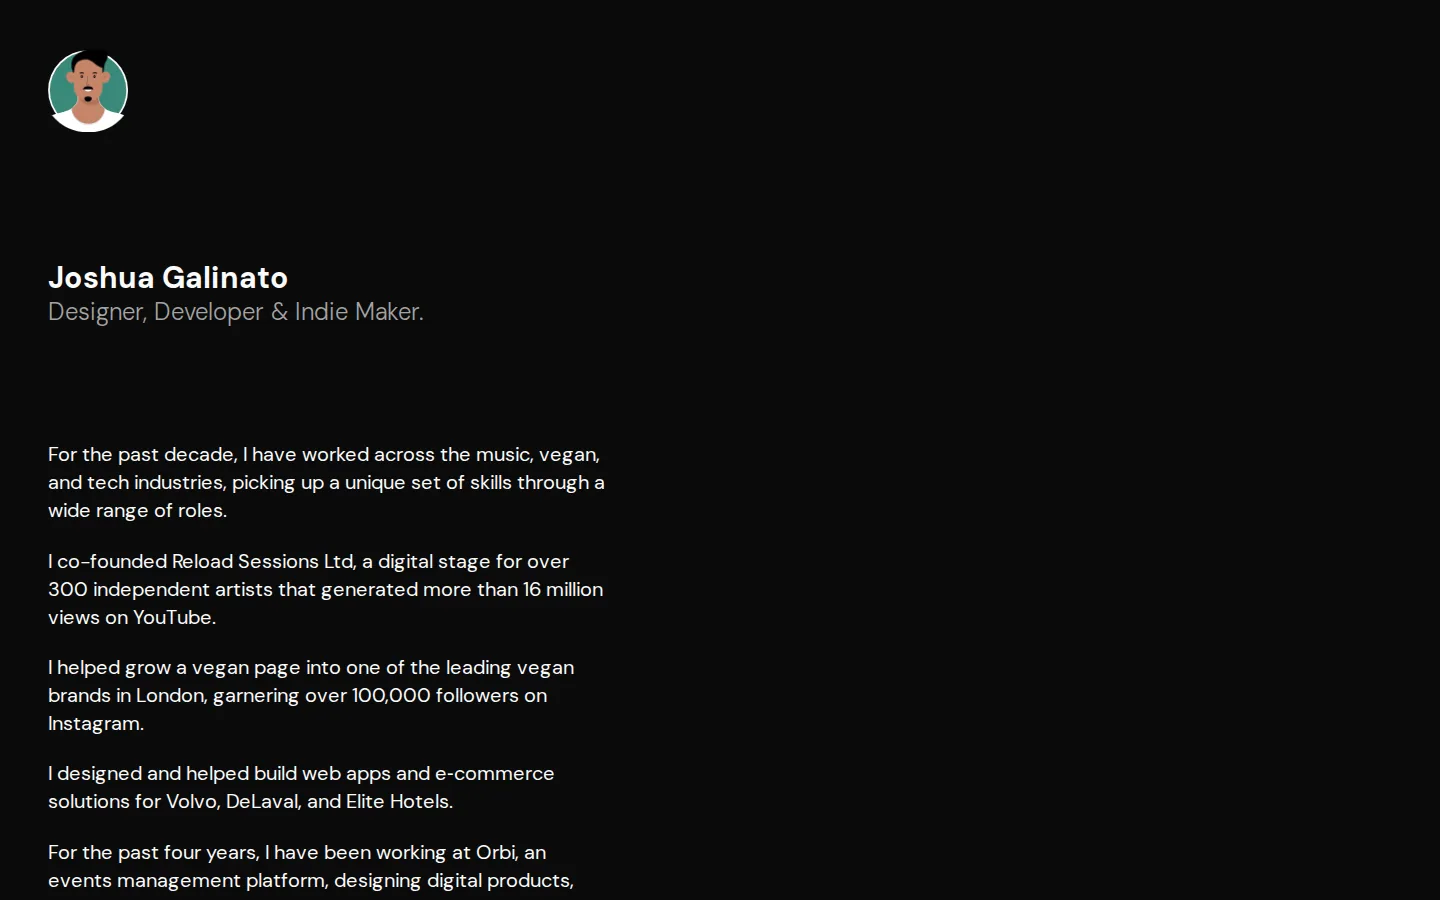 Joshua Galinato
Designer, Developer & Indie Maker.
For the past decade, I have worked across the music, vegan,
and tech industries, picking up a unique set of skills through a
wide range of roles.
I co-founded Reload Sessions Ltd, a digital stage for over
300 independent artists that generated more than 16 million
views on YouTube.
I helped grow a vegan page into one of the leading vegan
brands in London, garnering over 100,000 followers on
Instagram.
I designed and helped build web apps and e-commerce
solutions for Volvo, DeLaval, and Elite Hotels.
For the past four years, I have been working at Orbi, an
events management platform, designing digital products,